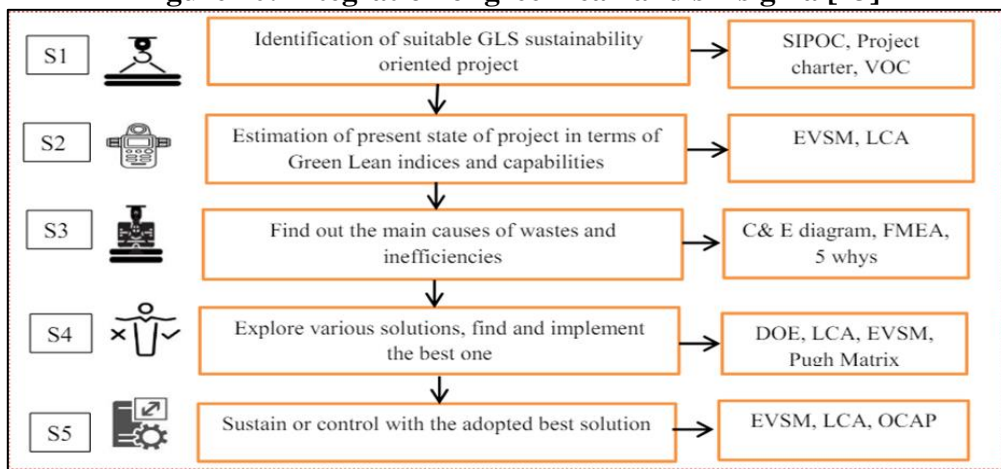 S1
Identification of suitable GLS sustainability
oriented project
SIPOC, Project
charter, VOC
S2
Estimation of present state of project in terms of
Green Lean indices and capabilities
EVSM, LCA
S3
Find out the main causes of wastes and
inefficiencies
C& E diagram, FMEA,
5 whys
S4
Explore various solutions, find and implement
the best one
DOE, LCA, EVSM,
Pugh Matrix
S5
Sustain or control with the adopted best solution
EVSM, LCA, OCAP